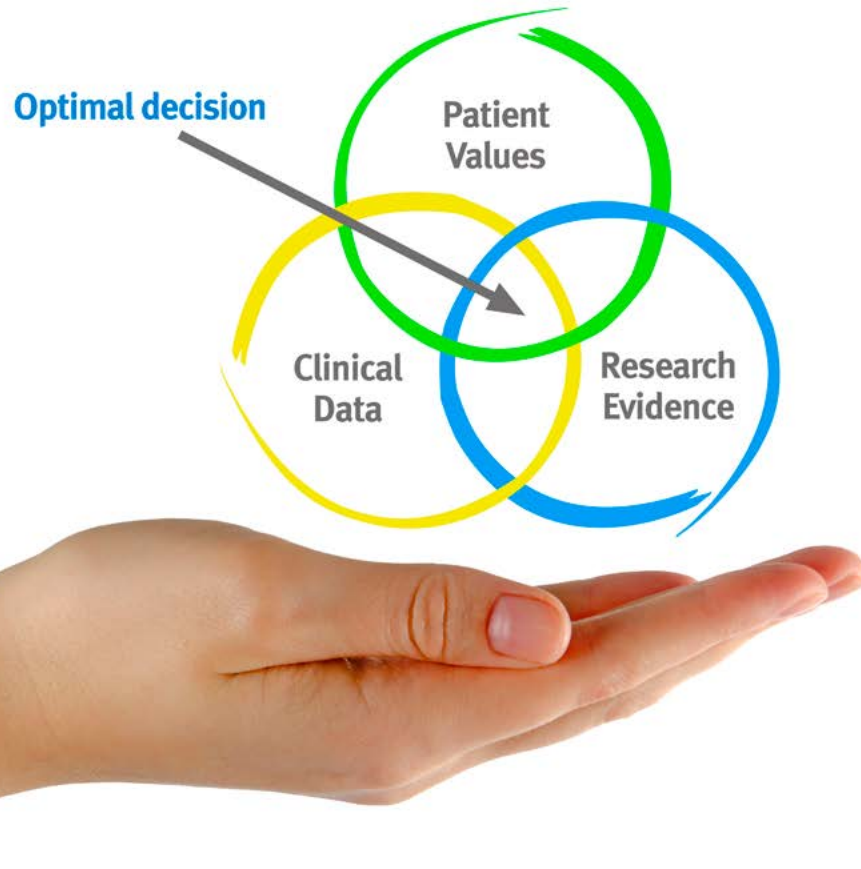 Optimal decision
Patient
Values
Clinical
Data
Research
Evidence